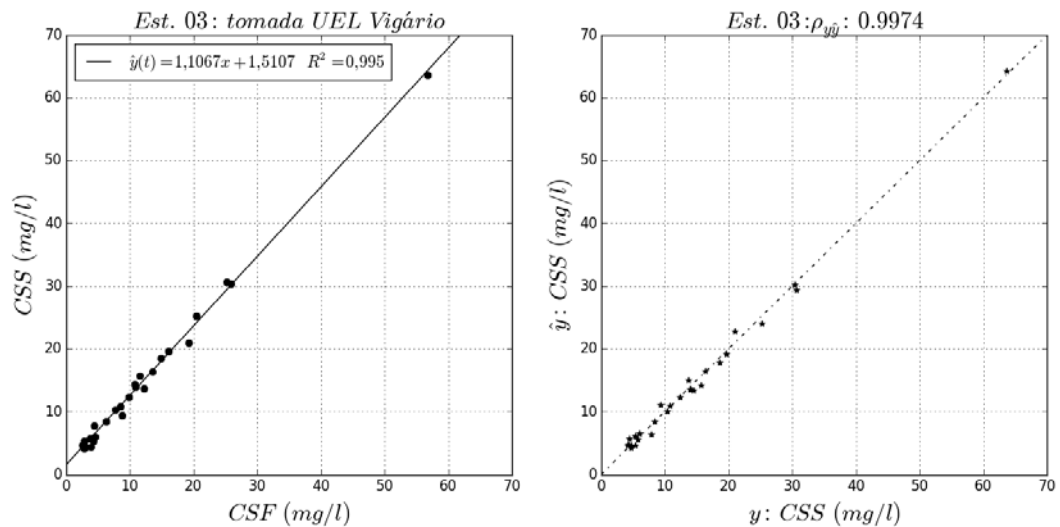 Est. 03: tomada UEL Vigário
ŷ(t) = 1,1067x + 1,5107 R² = 0,995
CSS (mg/l)
70
60
50
40
30
20
10
0
0 10 20 30 40 50 60 70
CSF (mg/l)
Est. 03: ρyŷ: 0.9974
ŷ: CSS (mg/l)
70
60
50
40
30
20
10
0
0 10 20 30 40 50 60 70
y: CSS (mg/l)